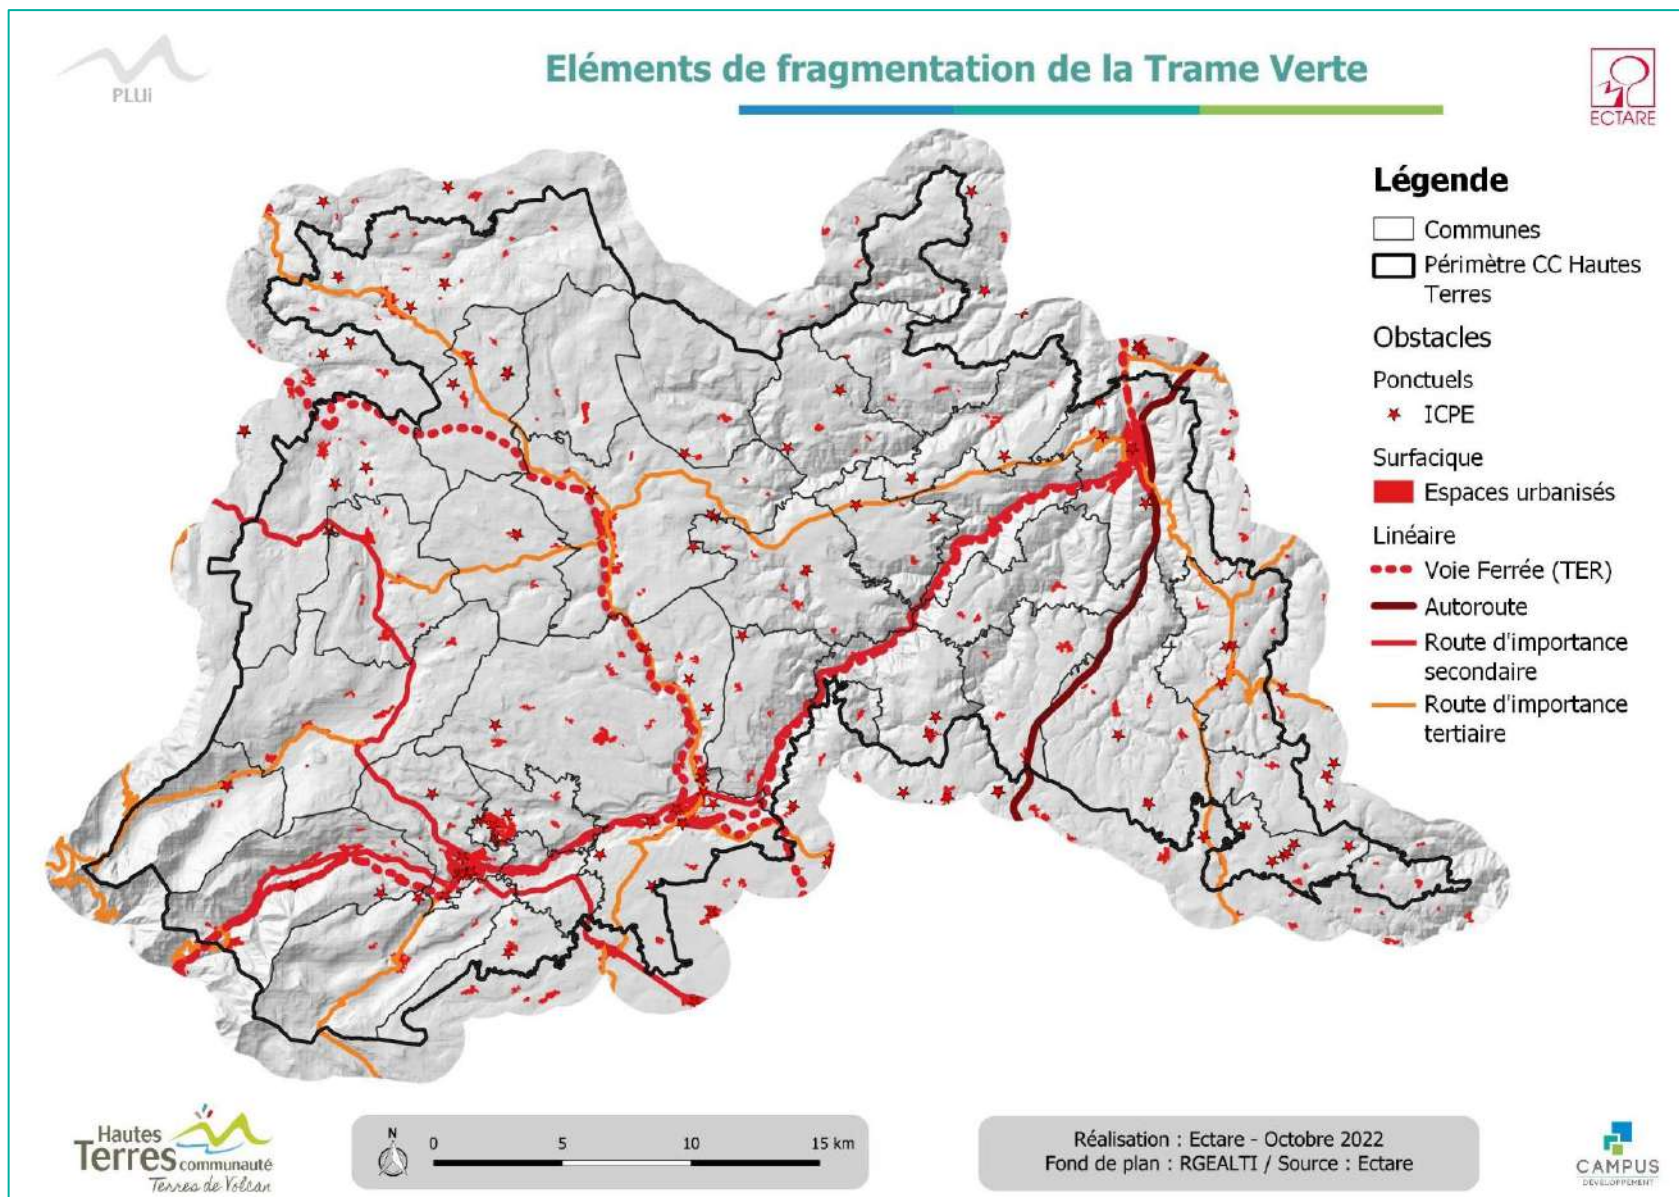 PLUi
Eléments de fragmentation de la Trame Verte
ECTARE
Légende
Communes
Périmètre CC Hautes
Terres
Obstacles
Ponctuels
ICPE
Surfacique
Espaces urbanisés
Linéaire
Voie Ferrée (TER)
Autoroute
Route d'importance
secondaire
Route d'importance
tertiaire
Hautes
Terres communauté
Terres de Volcan
N
0 5 10 15 km
Réalisation : Ectare - Octobre 2022
Fond de plan : RGEALTI / Source : Ectare
CAMPUS
DÉVELOPPEMENT